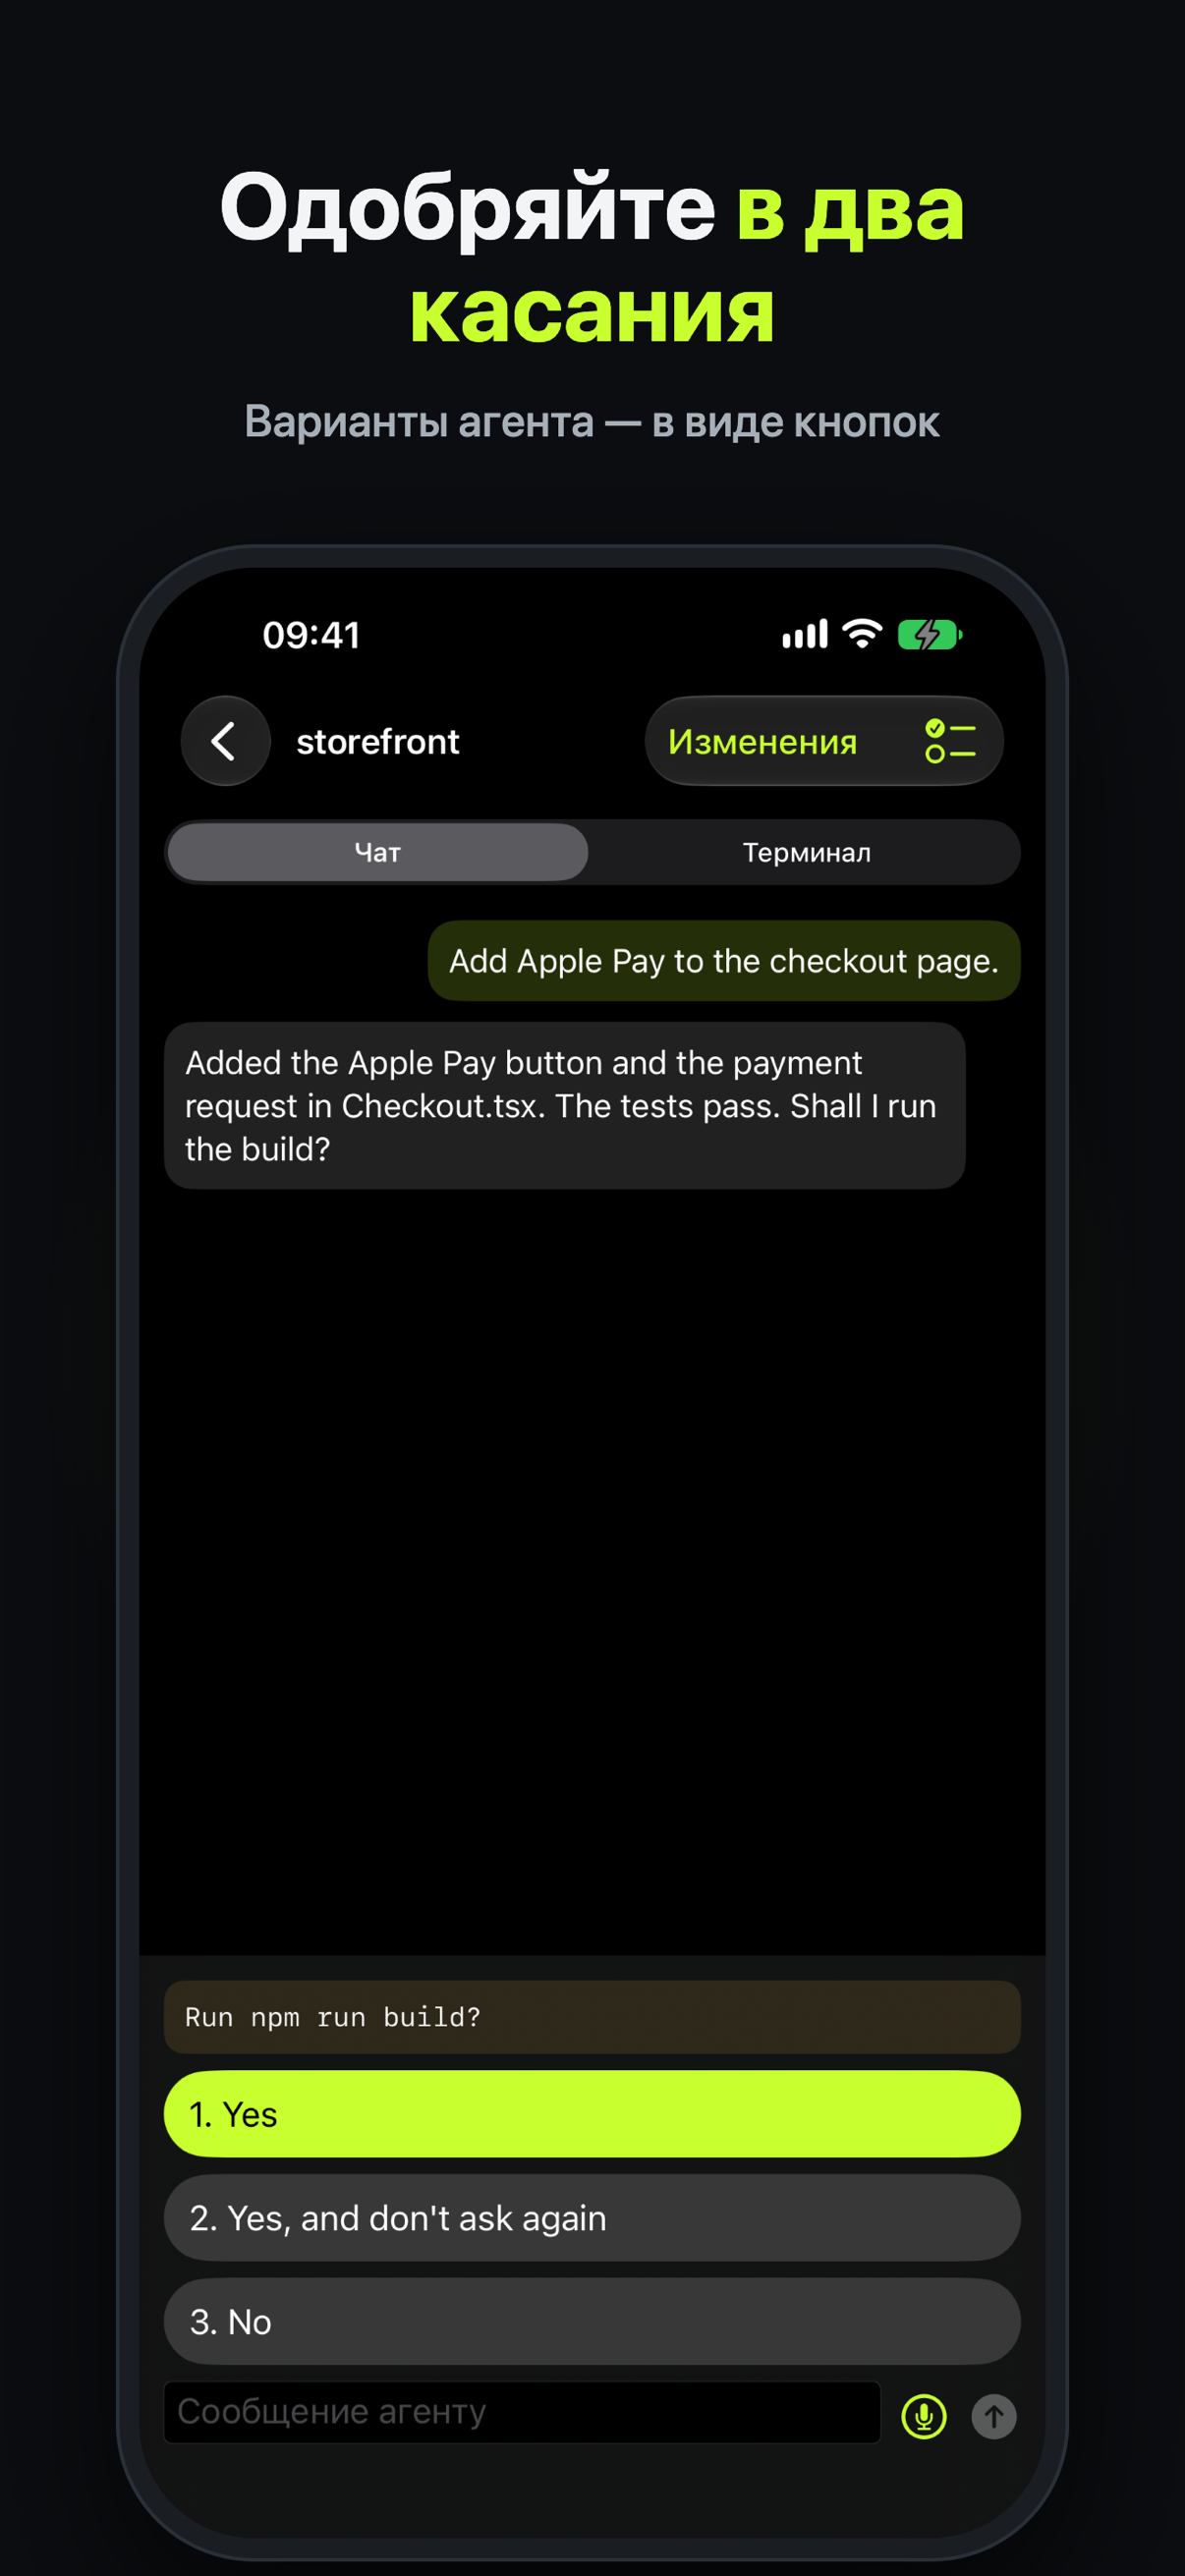 Одобряйте в два
касания
Варианты агента — в виде кнопок
09:41
storefront
Изменения
Чат
Терминал
Add Apple Pay to the checkout page.
Added the Apple Pay button and the payment
request in Checkout.tsx. The tests pass. Shall I run
the build?
Run npm run build?
1. Yes
2. Yes, and don't ask again
3. No
Сообщение агенту